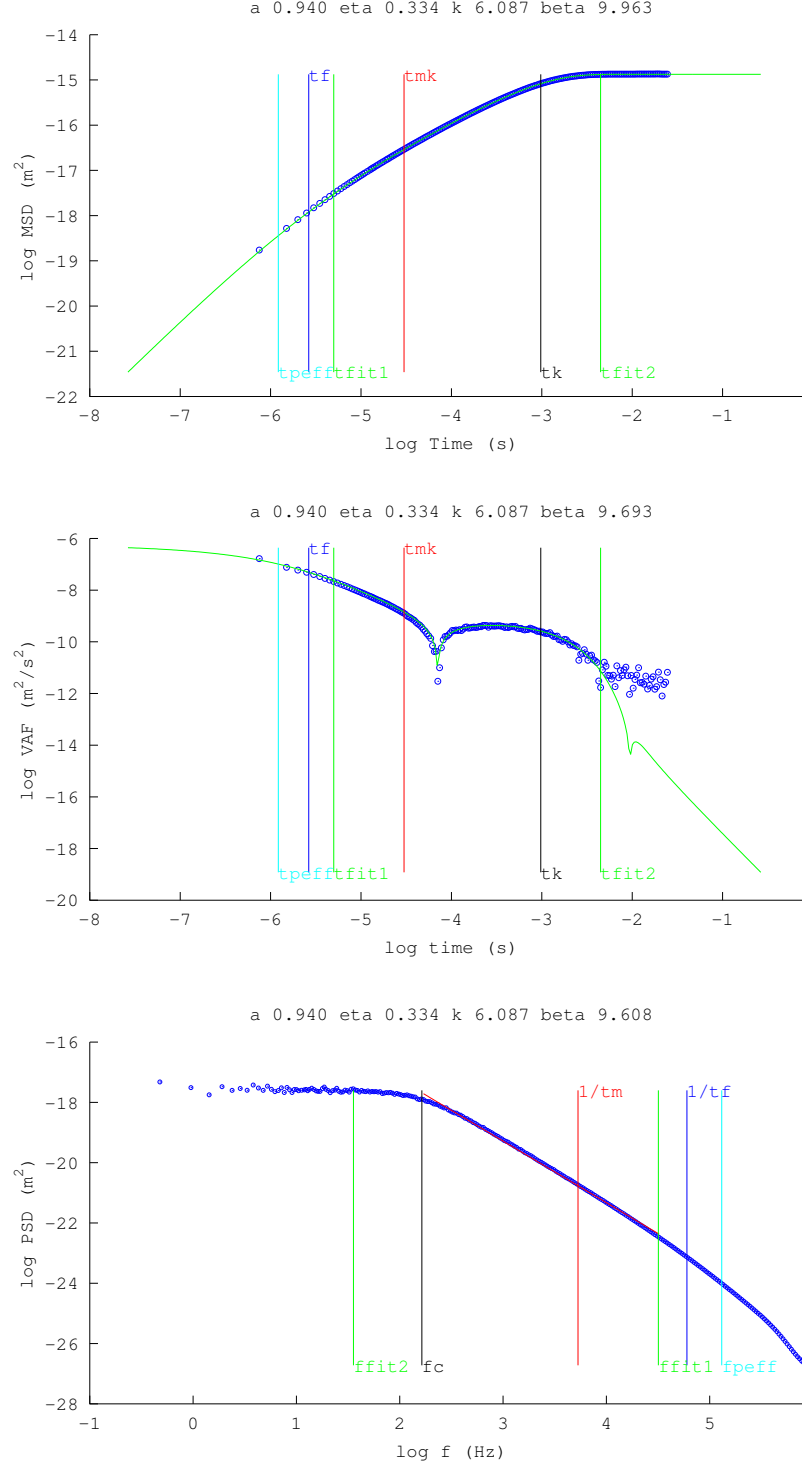 a 0.940 eta 0.334 k 6.087 beta 9.963
-14
-15
-16
-17
-18
-19
-20
-21
-22
log MSD (m²)
tf
tmk
tpeff
tfit1
tk
tfit2
-8 -7 -6 -5 -4 -3 -2 -1
log Time (s)
a 0.940 eta 0.334 k 6.087 beta 9.693
-6
-8
-10
-12
-14
-16
-18
-20
log VAF (m²/s²)
tf
tmk
tpeff
tfit1
tk
tfit2
-8 -7 -6 -5 -4 -3 -2 -1
log time (s)
a 0.940 eta 0.334 k 6.087 beta 9.608
-16
-18
-20
-22
-24
-26
-28
log PSD (m²)
1/tm
1/tf
ffit2
fc
ffit1
fpeff
-1 0 1 2 3 4 5
log f (Hz)